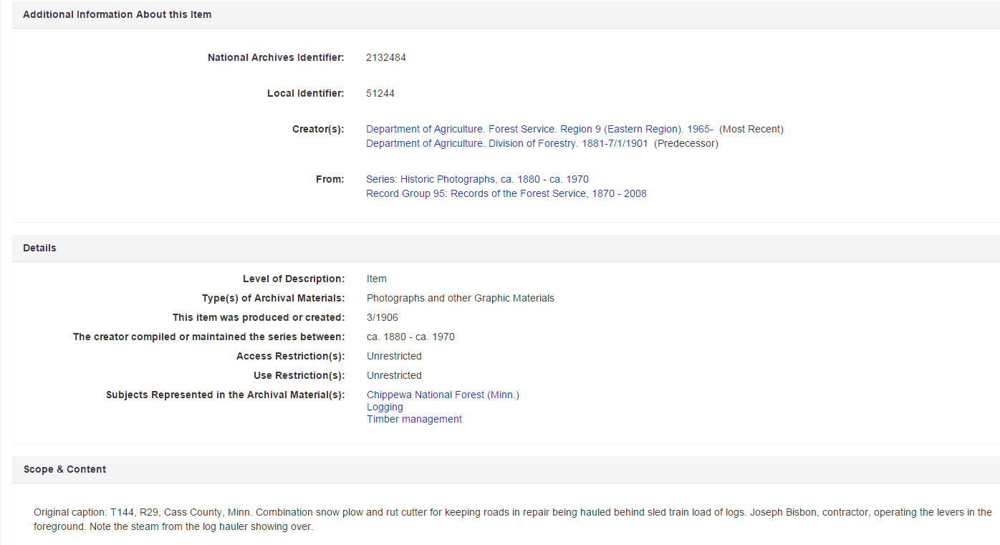 Additional Information About this Item
National Archives Identifier: 2132484
Local Identifier: 51244
Creator(s): Department of Agriculture. Forest Service. Region 9 (Eastern Region). 1965- (Most Recent)
Department of Agriculture. Division of Forestry. 1881-7/1/1901 (Predecessor)
From: Series: Historic Photographs, ca. 1880 - ca. 1970
Record Group 95: Records of the Forest Service, 1870 - 2008
Details
Level of Description: Item
Type(s) of Archival Materials: Photographs and other Graphic Materials
This item was produced or created: 3/1906
The creator compiled or maintained the series between: ca. 1880 - ca. 1970
Access Restriction(s): Unrestricted
Use Restriction(s): Unrestricted
Subjects Represented in the Archival Material(s): Chippewa National Forest (Minn.)
Logging
Timber management
Scope & Content
Original caption: T144, R29, Cass County, Minn. Combination snow plow and rut cutter for keeping roads in repair being hauled behind sled train load of logs. Joseph Bisbon, contractor, operating the levers in the
foreground. Note the steam from the log hauler showing over.